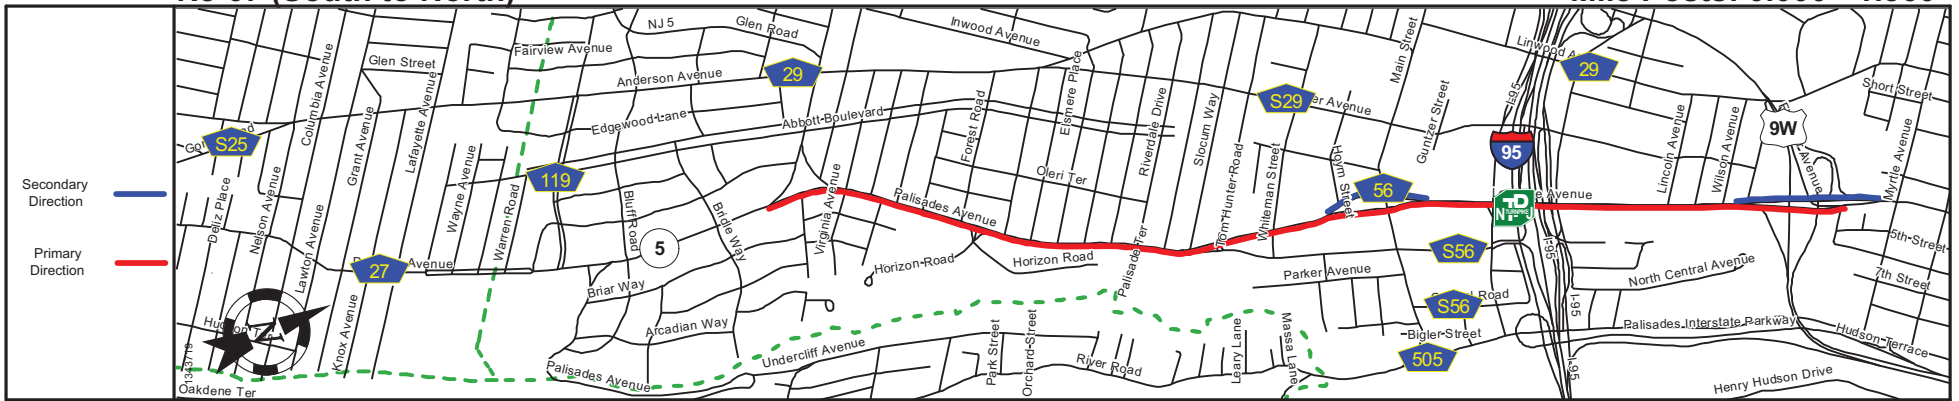 Secondary
Direction
Primary
Direction
NJ 5
Glen Road
Inwood Avenue
Main Street
Linwood A
Fairview Avenue
Glen Street
Anderson Avenue
29
29
S29
er Avenue
Short Street
Columbia Avenue
Grant Avenue
Lafayette Avenue
Edgewood Lane
Abbott Boulevard
Forest Road
Elsmere Place
Riverdale Drive
Slocum Way
Guntzer Street
I-95
95
9W
Avenue
Lincoln Avenue
Wilson Avenue
Myrtle Avenue
S25
119
Wayne Avenue
Warren Road
Bluff Road
Bridle Way
Virginia Avenue
Oleri Ter
Palisades Avenue
Tom Hunter Road
Whiteman Street
Hoym Street
56
e Avenue
N
TP
TURNPIKE
Deliz Place
Nelson Avenue
Lawton Avenue
27
Avenue
5
Horizon Road
Horizon Road
Palisade Ter
Parker Avenue
S56
S56
Road
I-95
I-95
I-95
North Central Avenue
5th Street
7th Street
Briar Way
Arcadian Way
Undercliff Avenue
Palisades Avenue
Park Street
Orchard Street
River Road
Leary Lane
Massa Lane
Bigler Street
505
Palisades Interstate Parkway
Hudson Terrace
Henry Hudson Drive
Knox Avenue
Oakdene Ter
1343719